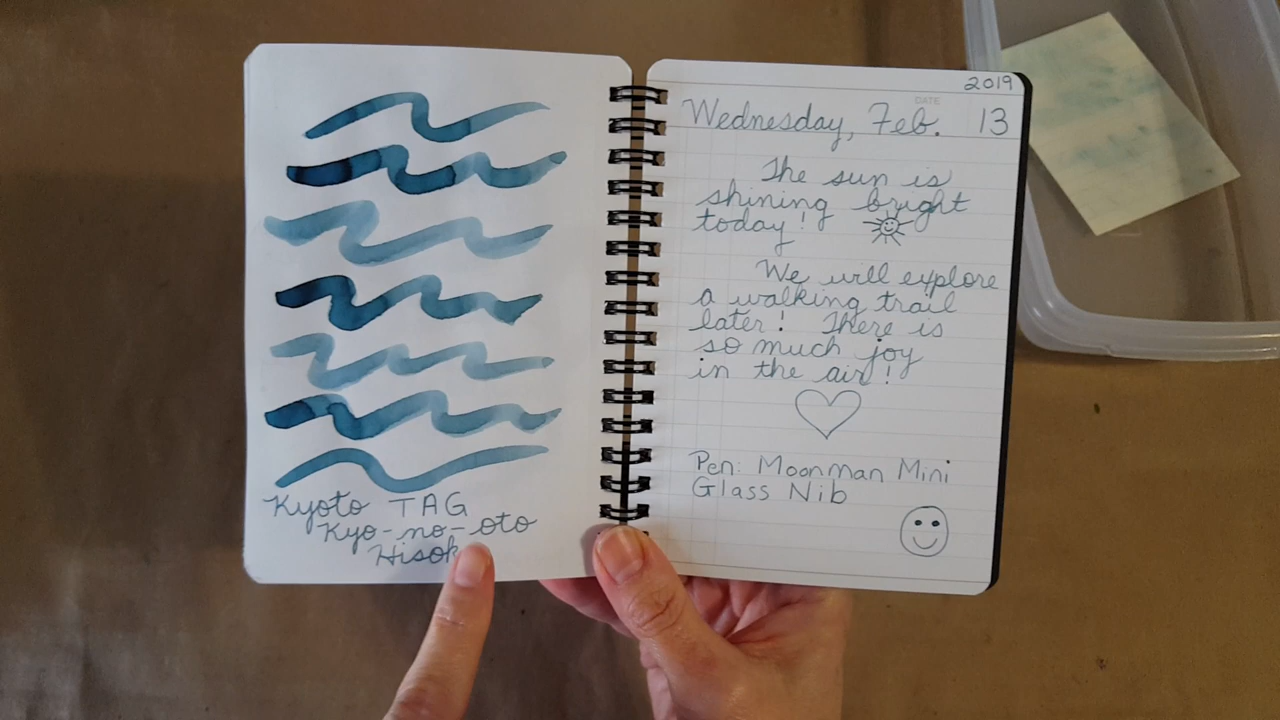 Kyoto TAG
Kyo-no-oto
2019
DATE
Wednesday, Feb. 13
The sun is
shining bright
today!
We will explore
a walking trail
later! There is
so much joy
in the air!
Pen: Moonman Mini
Glass Nib